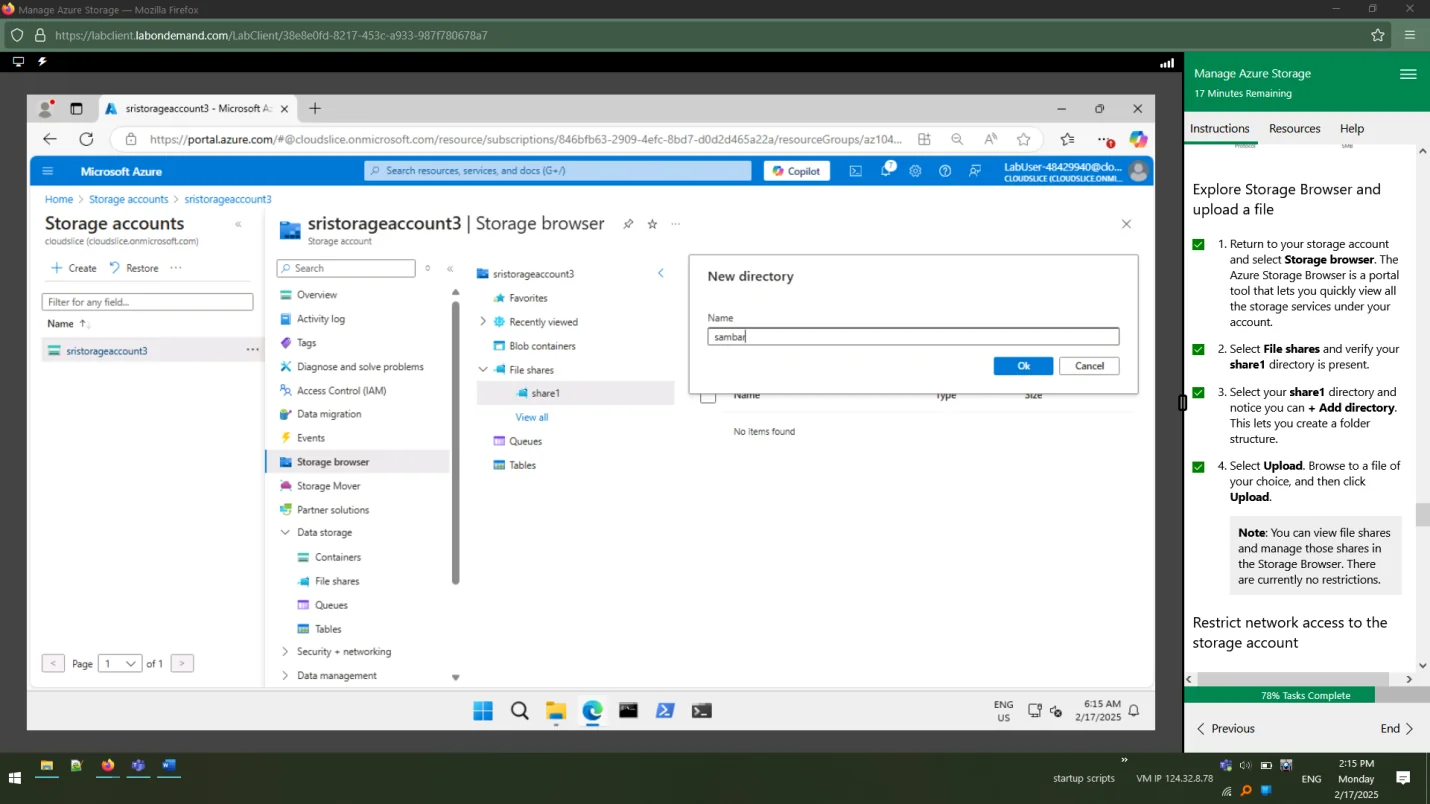 Manage Azure Storage — Mozilla Firefox
https://labclient.labondemand.com/LabClient/38e8e0fd-8217-453c-a933-987f780678a7
sristorageaccount3 - Microsoft Az
https://portal.azure.com/#@cloudslice.onmicrosoft.com/resource/subscriptions/846bfb63-2909-4efc-8bd7-d0d2d465a22a/resourceGroups/az104...
Microsoft Azure
Search resources, services, and docs (G+/)
Copilot
7
LabUser-48429940@clo...
CLOUDSLICE (CLOUDSLICE.ONMI...
Home > Storage accounts > sristorageaccount3
Storage accounts
cloudslice (cloudslice.onmicrosoft.com)
Create
Restore
Filter for any field...
Name
sristorageaccount3
Page 1 of 1
sristorageaccount3 | Storage browser
Storage account
Search
Overview
Activity log
Tags
Diagnose and solve problems
Access Control (IAM)
Data migration
Events
Storage browser
Storage Mover
Partner solutions
Data storage
Containers
File shares
Queues
Tables
Security + networking
Data management
sristorageaccount3
Favorites
Recently viewed
Blob containers
File shares
share1
View all
Queues
Tables
New directory
Name
sambar
Ok
Cancel
Name
Type
Size
No items found
ENG
US
6:15 AM
2/17/2025
Manage Azure Storage
17 Minutes Remaining
Instructions
Resources
Help
Protocol
SMB
Explore Storage Browser and
upload a file
1. Return to your storage account
and select Storage browser. The
Azure Storage Browser is a portal
tool that lets you quickly view all
the storage services under your
account.
2. Select File shares and verify your
share1 directory is present.
3. Select your share1 directory and
notice you can + Add directory.
This lets you create a folder
structure.
4. Select Upload. Browse to a file of
your choice, and then click
Upload.
Note: You can view file shares
and manage those shares in
the Storage Browser. There
are currently no restrictions.
Restrict network access to the
storage account
78% Tasks Complete
Previous
End
startup scripts
VM IP 124.32.8.78
ENG
2:15 PM
Monday
2/17/2025